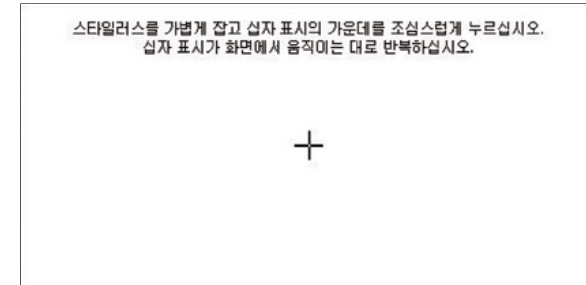 스타일러스를 가볍게 잡고 십자 표시의 가운데를 조심스럽게 누르십시오.
십자 표시가 화면에서 움직이는 대로 반복하십시오.